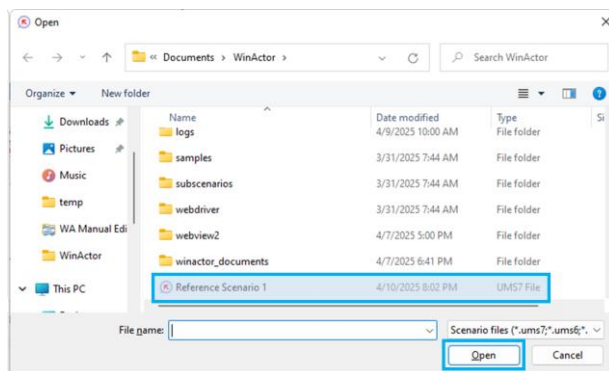 Open
« Documents > WinActor >
Search WinActor
Organize
New folder
Name Date modified Type Si
Downloads
Pictures
Music
temp
WA Manual Edi
WinActor
This PC
logs 4/9/2025 10:00 AM File folder
samples 3/31/2025 7:44 AM File folder
subscenarios 3/31/2025 7:44 AM File folder
webdriver 3/31/2025 7:44 AM File folder
webview2 4/7/2025 5:00 PM File folder
winactor_documents 4/7/2025 6:41 PM File folder
Reference Scenario 1 4/10/2025 8:02 PM UMS7 File
File name:
Scenario files (*.ums7;*.ums6;*.
Open Cancel